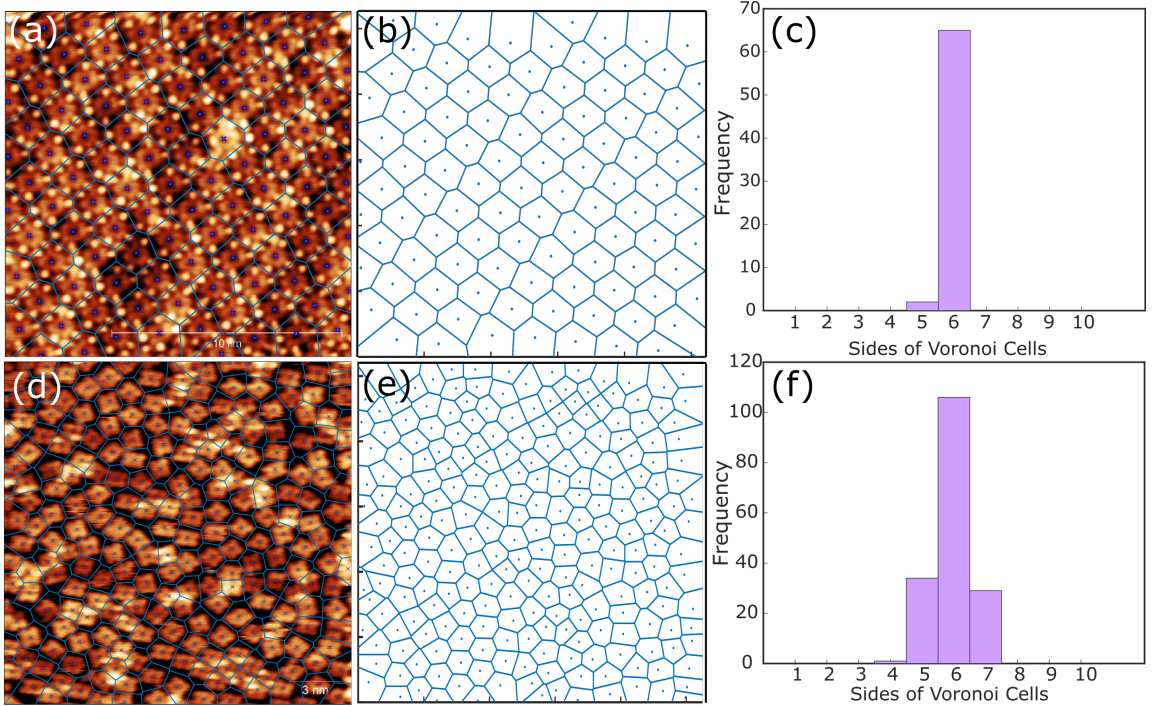 (a)
10 nm
(b)
(c)
70
60
50
40
30
20
10
0
Frequency
1 2 3 4 5 6 7 8 9 10
Sides of Voronoi Cells
(d)
3 nm
(e)
(f)
120
100
80
60
40
20
0
Frequency
1 2 3 4 5 6 7 8 9 10
Sides of Voronoi Cells